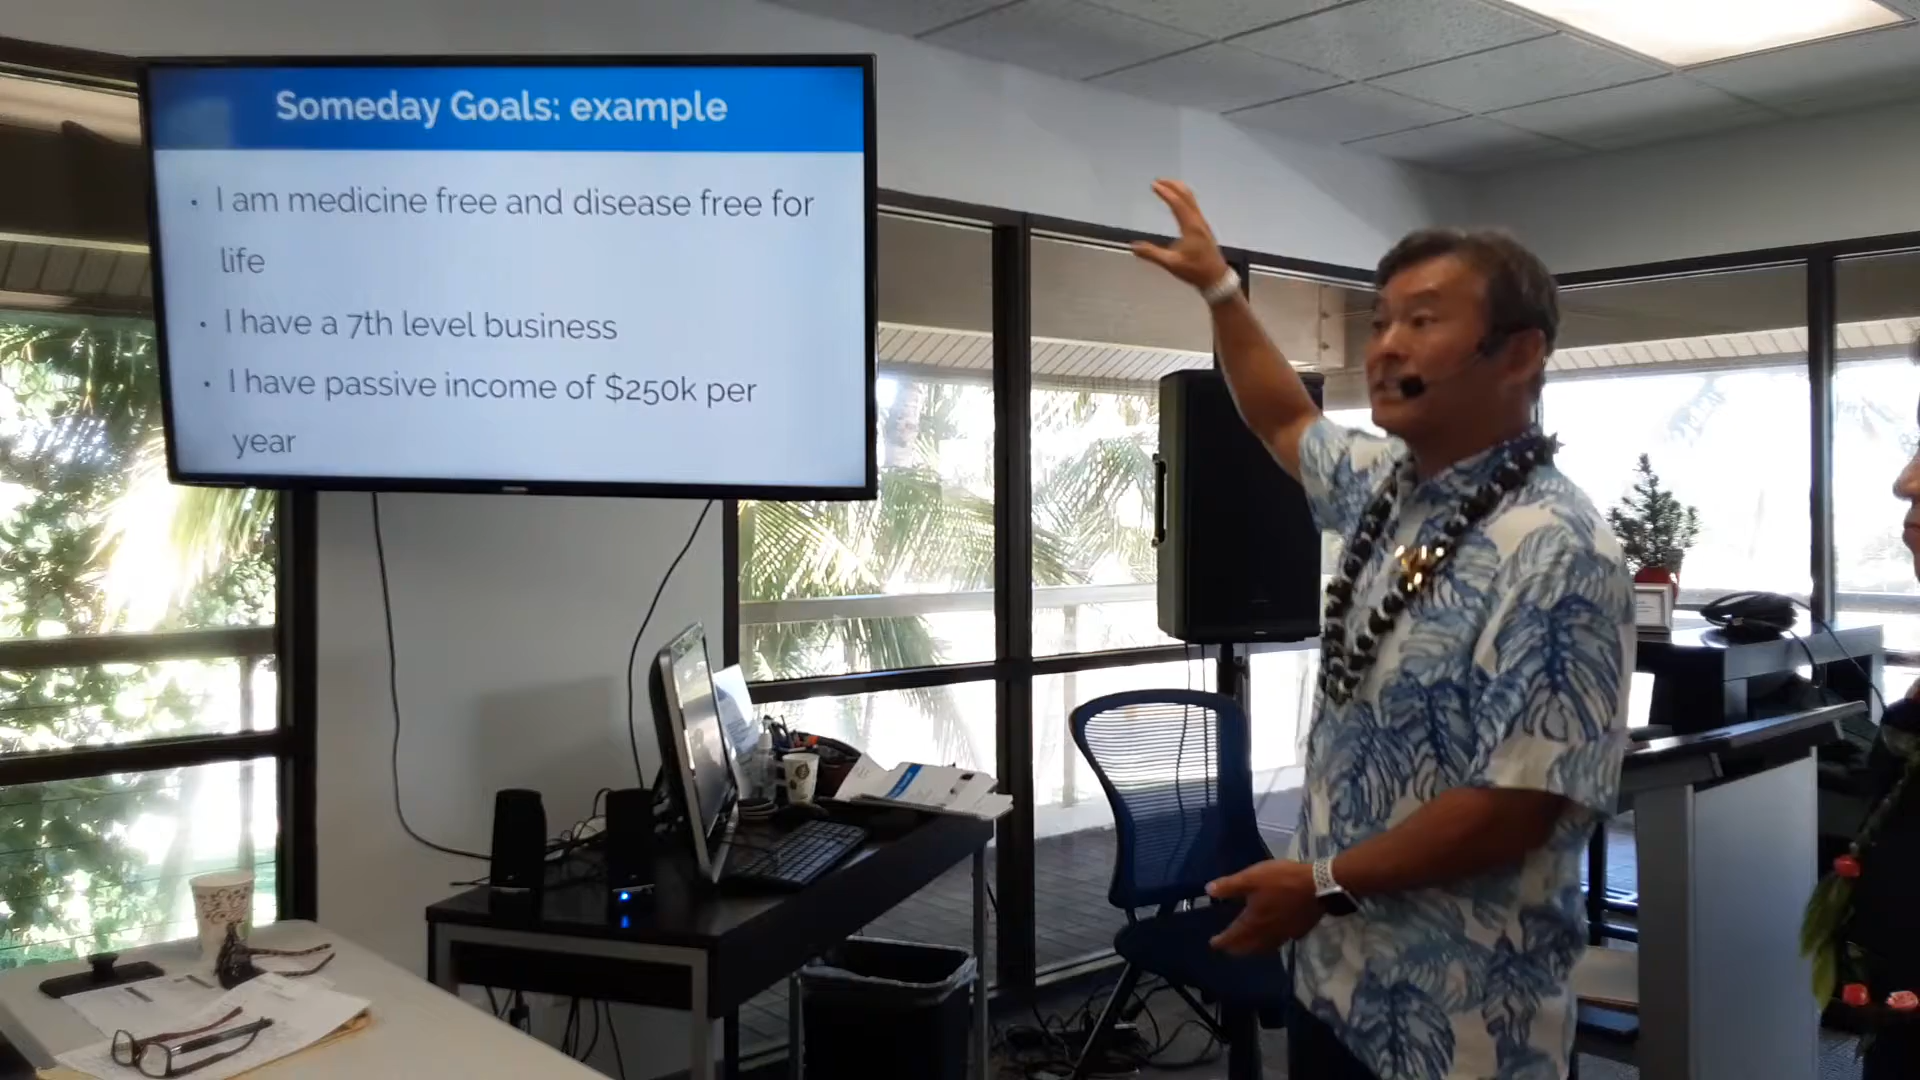 Someday Goals: example
• I am medicine free and disease free for
life
• I have a 7th level business
• I have passive income of $250k per
year